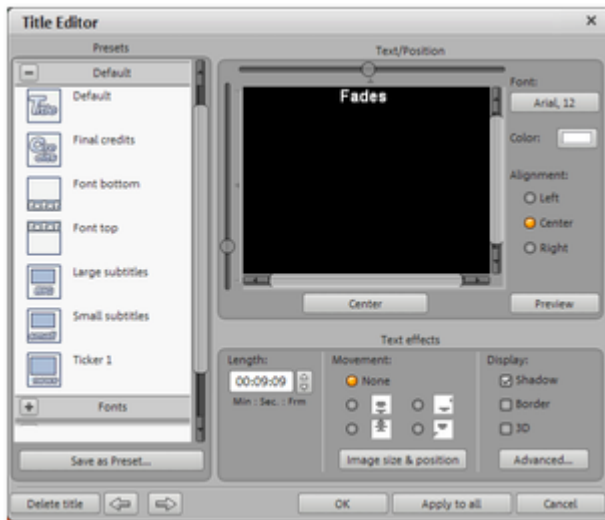 Title Editor
Presets
Default
Default
Final credits
Font bottom
Font top
Large subtitles
Small subtitles
Ticker 1
Fonts
Save as Preset...
Text/Position
Fades
Font:
Arial, 12
Color:
Alignment:
Left
Center
Right
Center
Preview
Text effects
Length:
00:09:09
Min : Sec. : Frm
Movement:
None
Image size & position
Display:
Shadow
Border
3D
Advanced...
Delete title
OK
Apply to all
Cancel